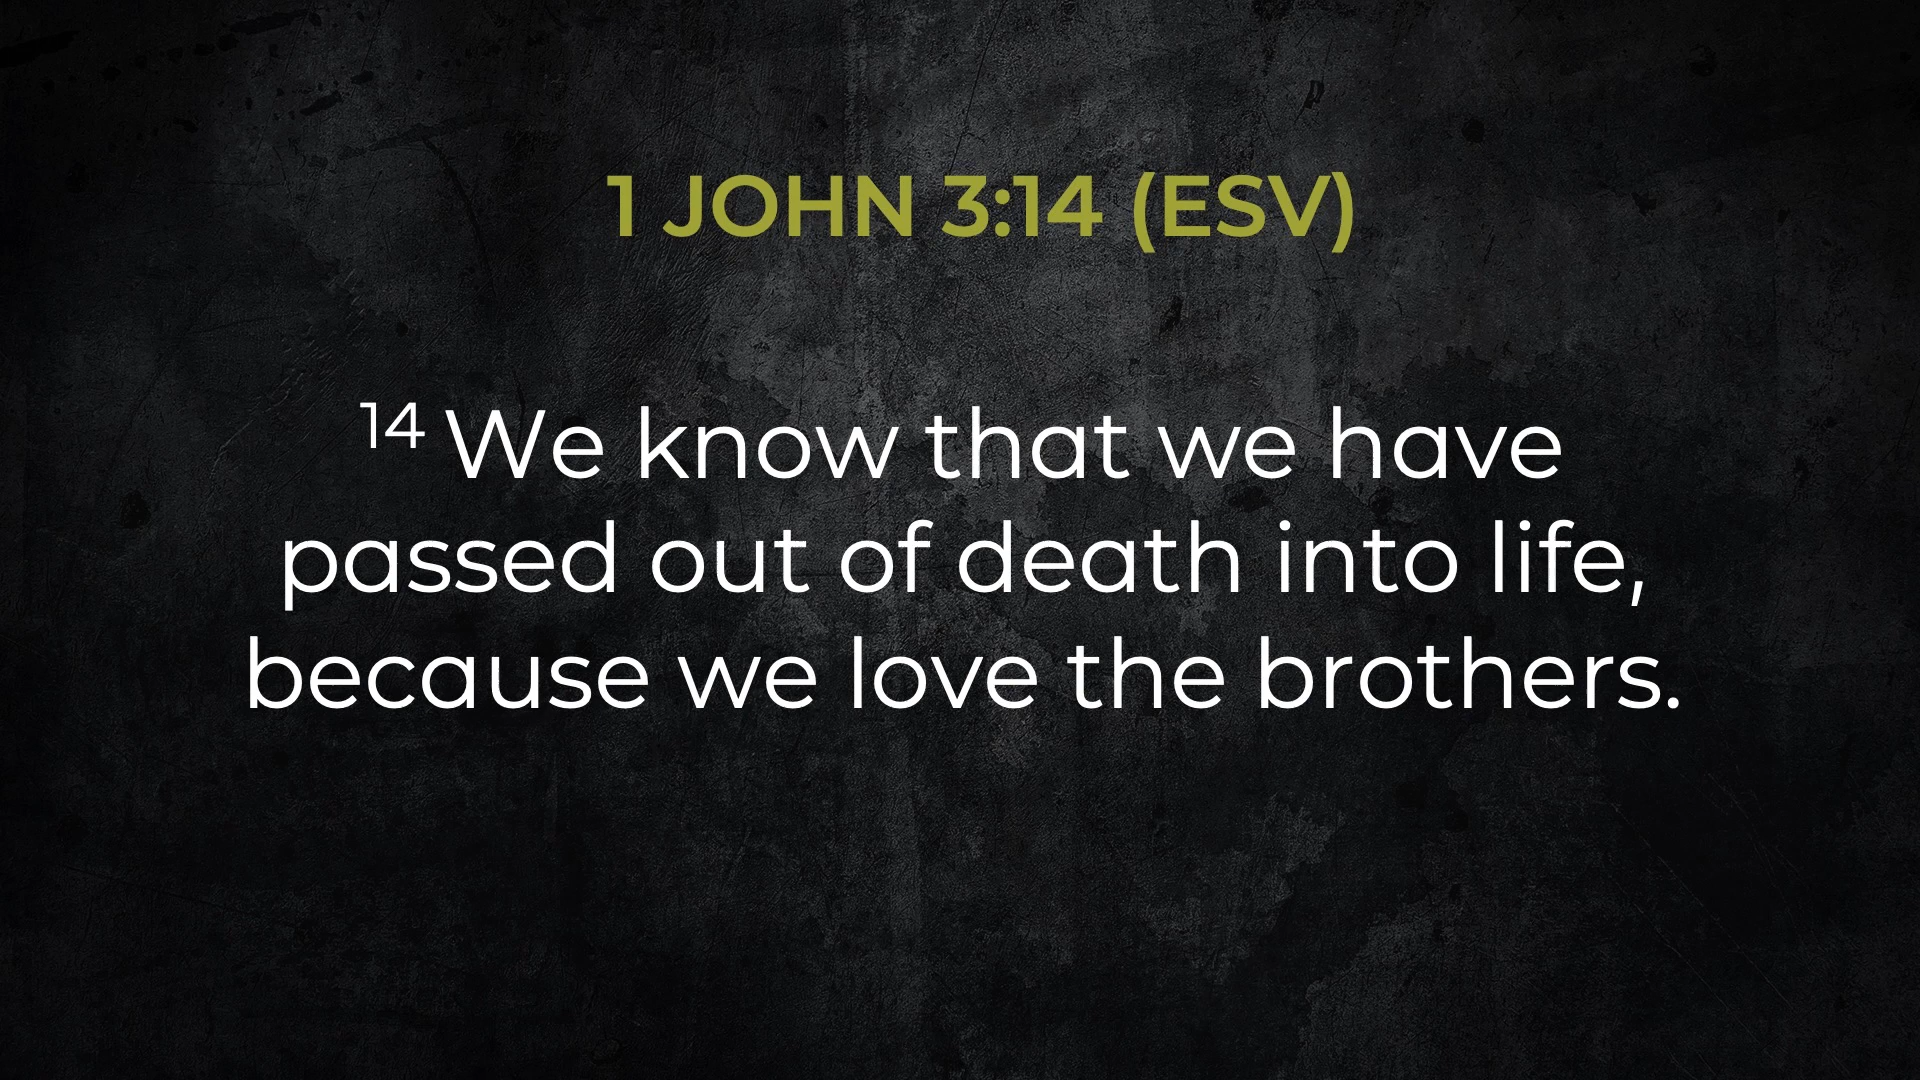 1 JOHN 3:14 (ESV)
14 We know that we have
passed out of death into life,
because we love the brothers.